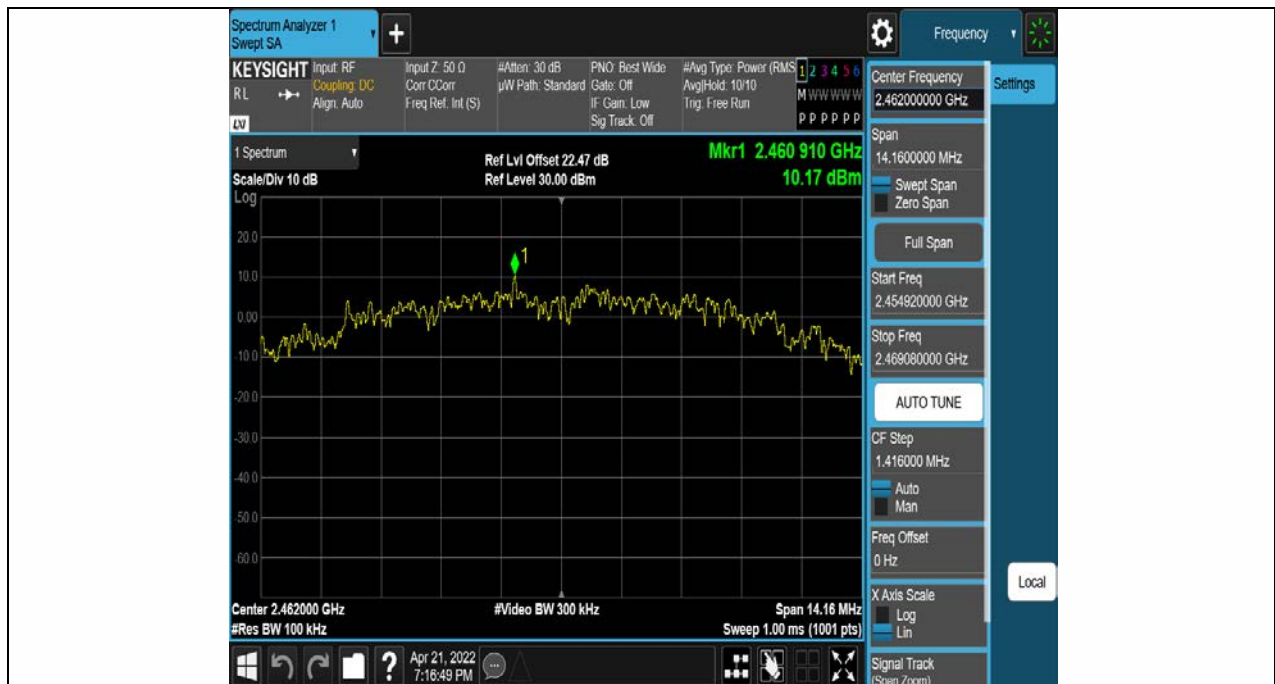 Spectrum Analyzer 1
Swept SA
+
Frequency
KEYSIGHT
RL
LXI
Input: RF
Coupling: DC
Align: Auto
Input Z: 50 Ω
Corr CCorr
Freq Ref: Int (S)
#Atten: 30 dB
µW Path: Standard
PNO: Best Wide
Gate: Off
IF Gain: Low
Sig Track: Off
#Avg Type: Power (RMS
Avg|Hold: 10/10
Trig: Free Run
1 2 3 4 5 6
M W W W W W
P P P P P P
1 Spectrum
Scale/Div 10 dB
Log
Ref Lvl Offset 22.47 dB
Ref Level 30.00 dBm
Mkr1 2.460 910 GHz
10.17 dBm
1
20.0
10.0
0.00
-10.0
-20.0
-30.0
-40.0
-50.0
-60.0
Center 2.462000 GHz
#Res BW 100 kHz
#Video BW 300 kHz
Span 14.16 MHz
Sweep 1.00 ms (1001 pts)
?
Apr 21, 2022
7:16:49 PM
Center Frequency
2.462000000 GHz
Span
14.1600000 MHz
Swept Span
Zero Span
Full Span
Start Freq
2.454920000 GHz
Stop Freq
2.469080000 GHz
AUTO TUNE
CF Step
1.416000 MHz
Auto
Man
Freq Offset
0 Hz
X Axis Scale
Log
Lin
Signal Track
(Span Zoom)
Settings
Local